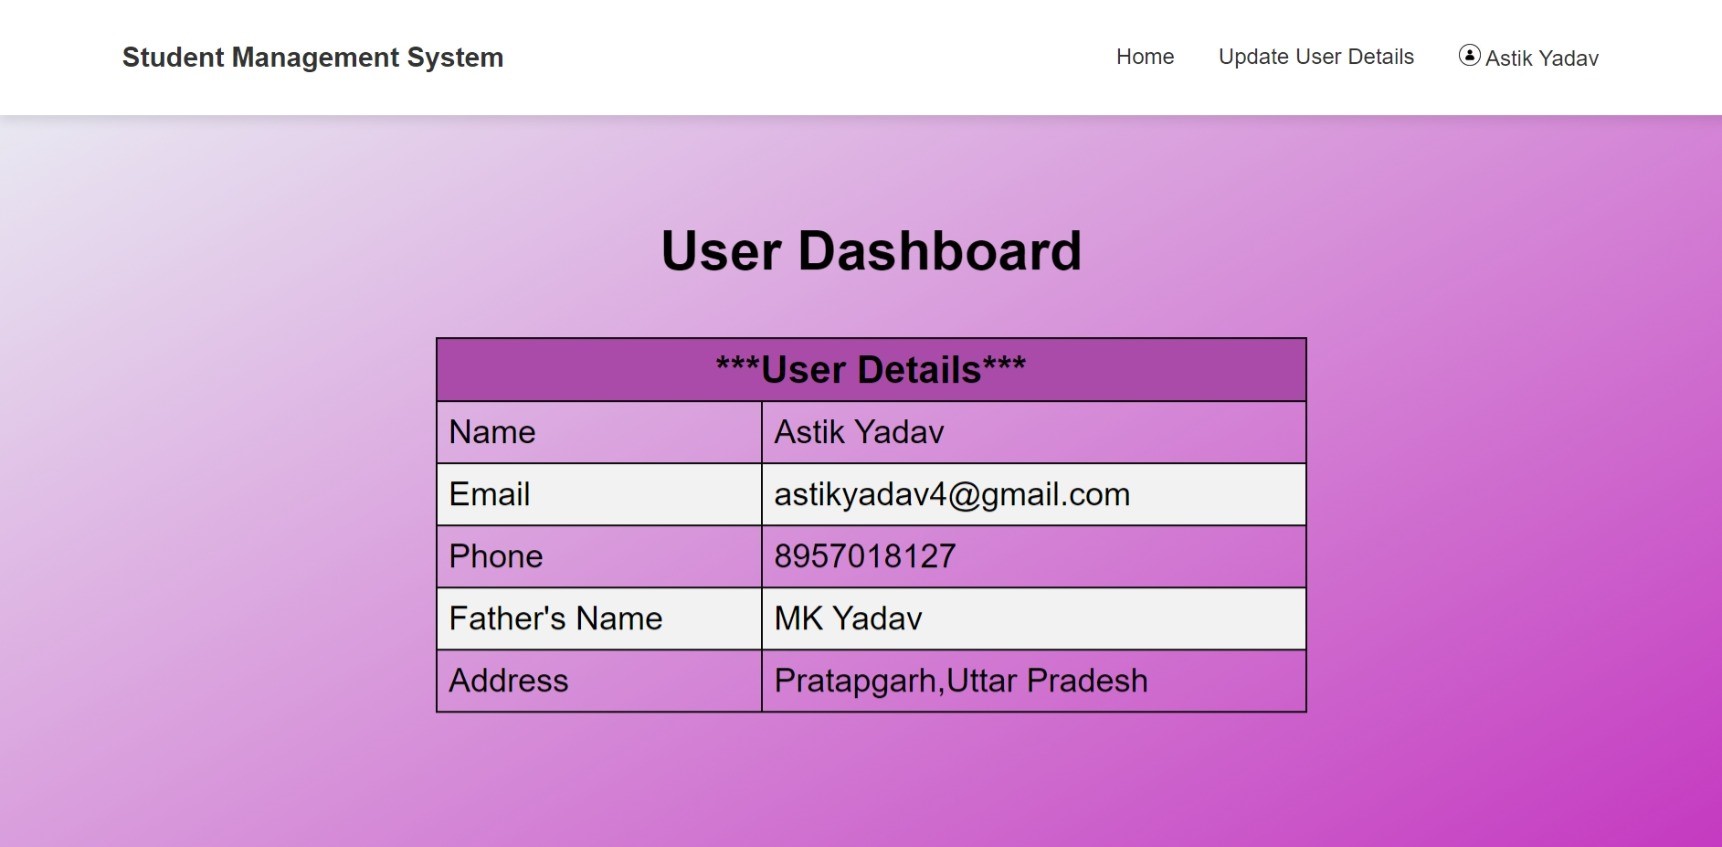 Student Management System
Home Update User Details Astik Yadav
User Dashboard
***User Details***
Name Astik Yadav
Email astikyadav4@gmail.com
Phone 8957018127
Father's Name MK Yadav
Address Pratapgarh,Uttar Pradesh